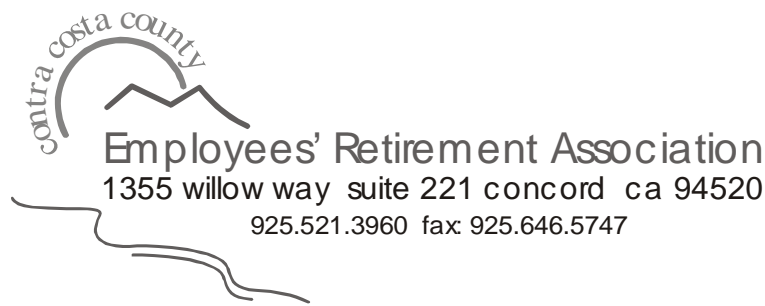 contra costa county
Employees' Retirement Association
1355 willow way suite 221 concord ca 94520
925.521.3960 fax: 925.646.5747